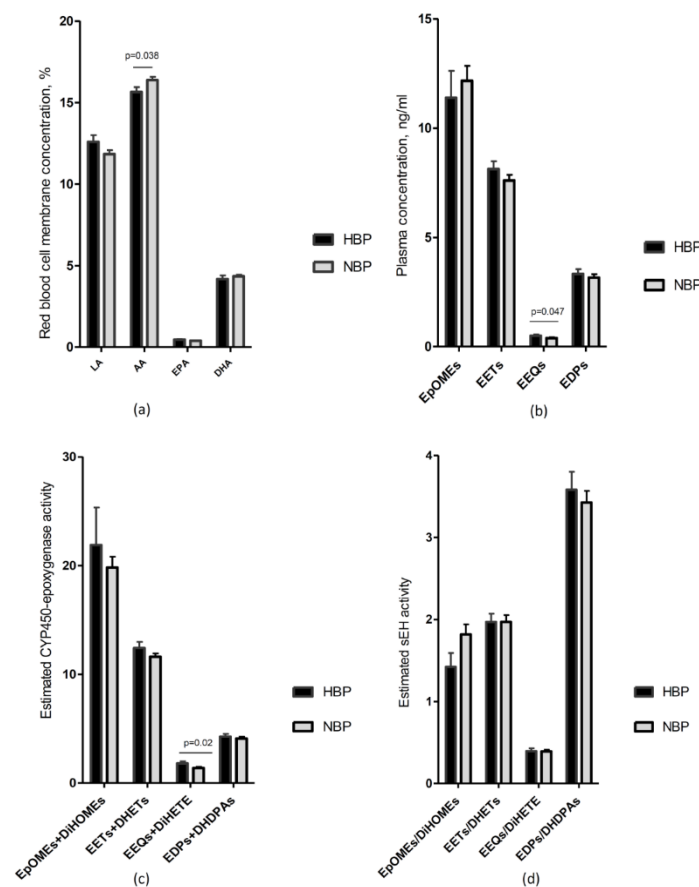 Red blood cell membrane concentration, %
20
15
10
5
0
p=0.038
LA
AA
EPA
DHA
HBP
NBP
(a)
Plasma concentration, ng/ml
15
10
5
0
p=0.047
EpOMEs
EETs
EEQs
EDPs
HBP
NBP
(b)
Estimated CYP450-epoxygenase activity
30
20
10
0
p=0.02
EpOMEs+DiHOMEs
EETs+DHETs
EEQs+DiHETE
EDPs+DHDPAs
HBP
NBP
(c)
Estimated sEH activity
4
3
2
1
0
EpOMEs/DiHOMEs
EETs/DHETs
EEQs/DiHETE
EDPs/DHDPAs
HBP
NBP
(d)